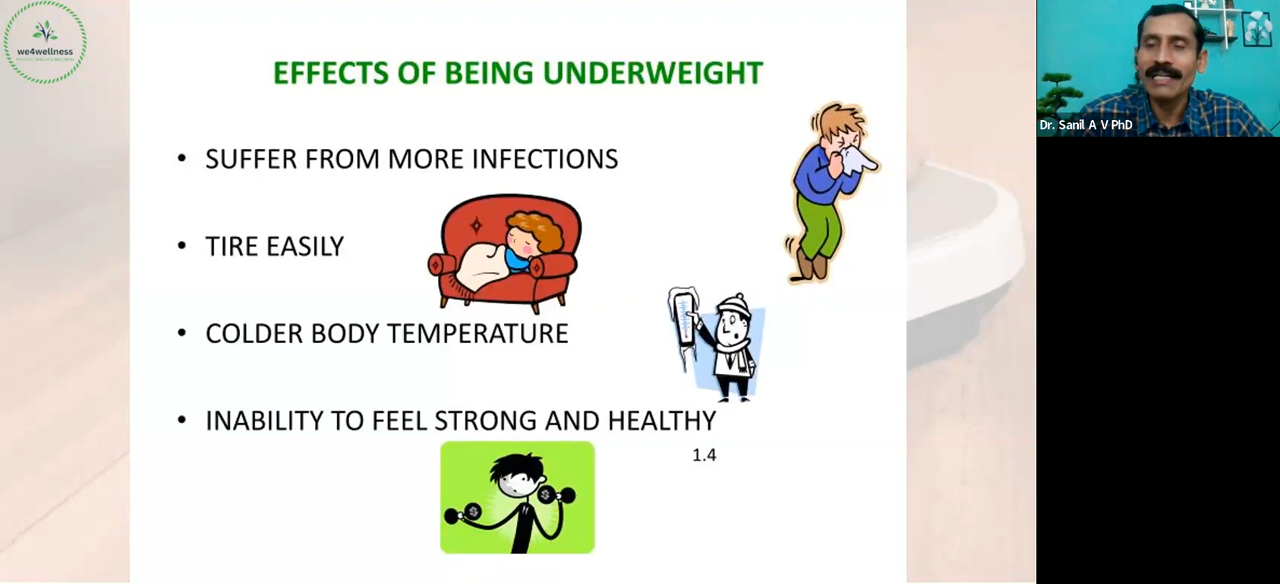 we4wellness
EFFECTS OF BEING UNDERWEIGHT
Dr. Sanil A V PhD
• SUFFER FROM MORE INFECTIONS
• TIRE EASILY
• COLDER BODY TEMPERATURE
• INABILITY TO FEEL STRONG AND HEALTHY
1.4